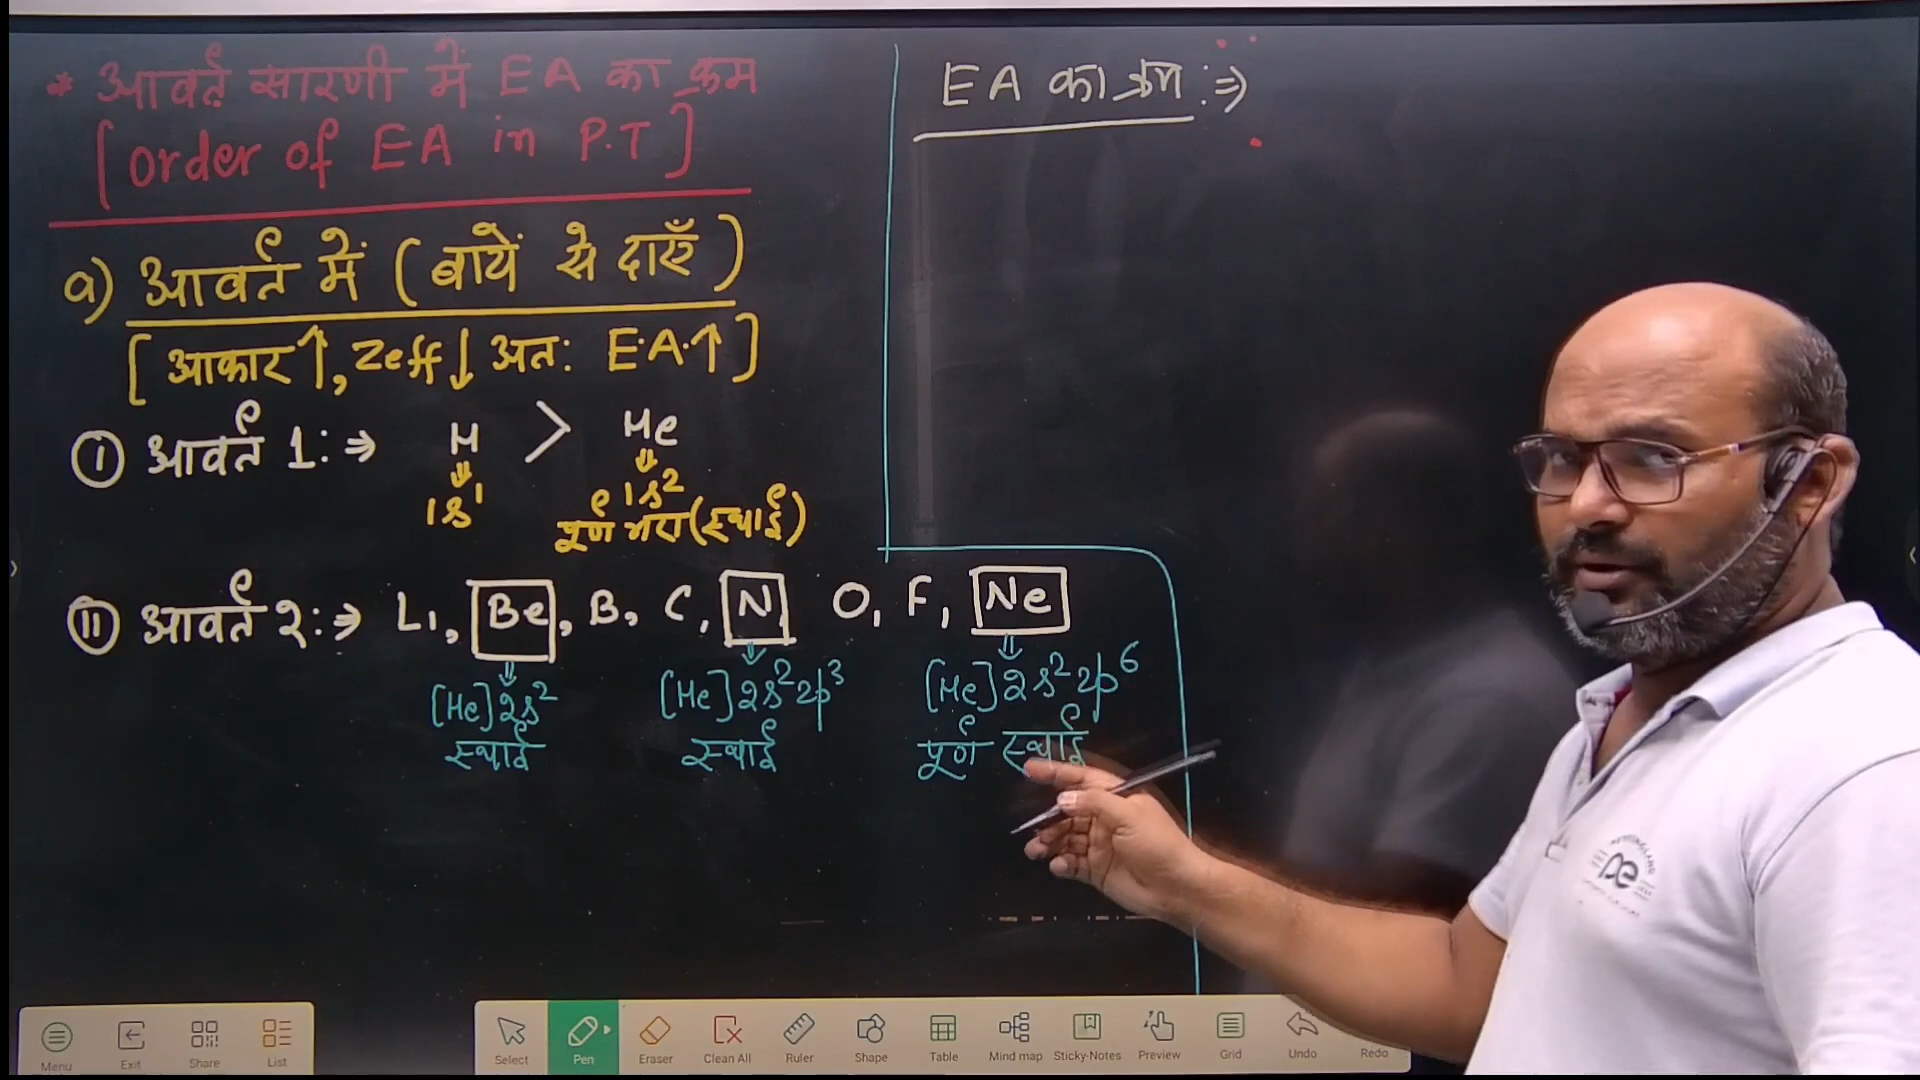 * आवर्त सारणी में EA का क्रम
[Order of EA in P.T]
a) आवर्त में (बायें से दाएँ)
[आकार↑, Zeff↓ अत: E.A.↑]
(i) आवर्त 1:⇒ H > He
⇓ ⇓
1s¹ 1s²
पूर्ण भरा (स्थाई)
(ii) आवर्त २:⇒ Li, Be, B, C, N O, F, Ne
⇓ ⇓ ⇓
[He]2s² [He]2s²2p³ [He]2s²2p⁶
स्थाई स्थाई पूर्ण स्थाई
EA का क्रम :⇒
Menu Exit Share List Select Pen Eraser Clean All Ruler Shape Table Mind map Sticky-Notes Preview Grid Undo Redo
pe